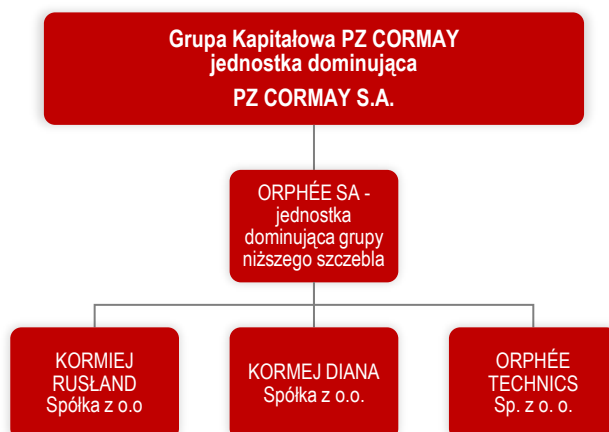 Grupa Kapitałowa PZ CORMAY
jednostka dominująca
PZ CORMAY S.A.
ORPHÉE SA -
jednostka
dominująca grupy
niższego szczebla
KORMIEJ
RUSŁAND
Spółka z o.o
KORMEJ DIANA
Spółka z o.o.
ORPHÉE
TECHNICS
Sp. z o. o.